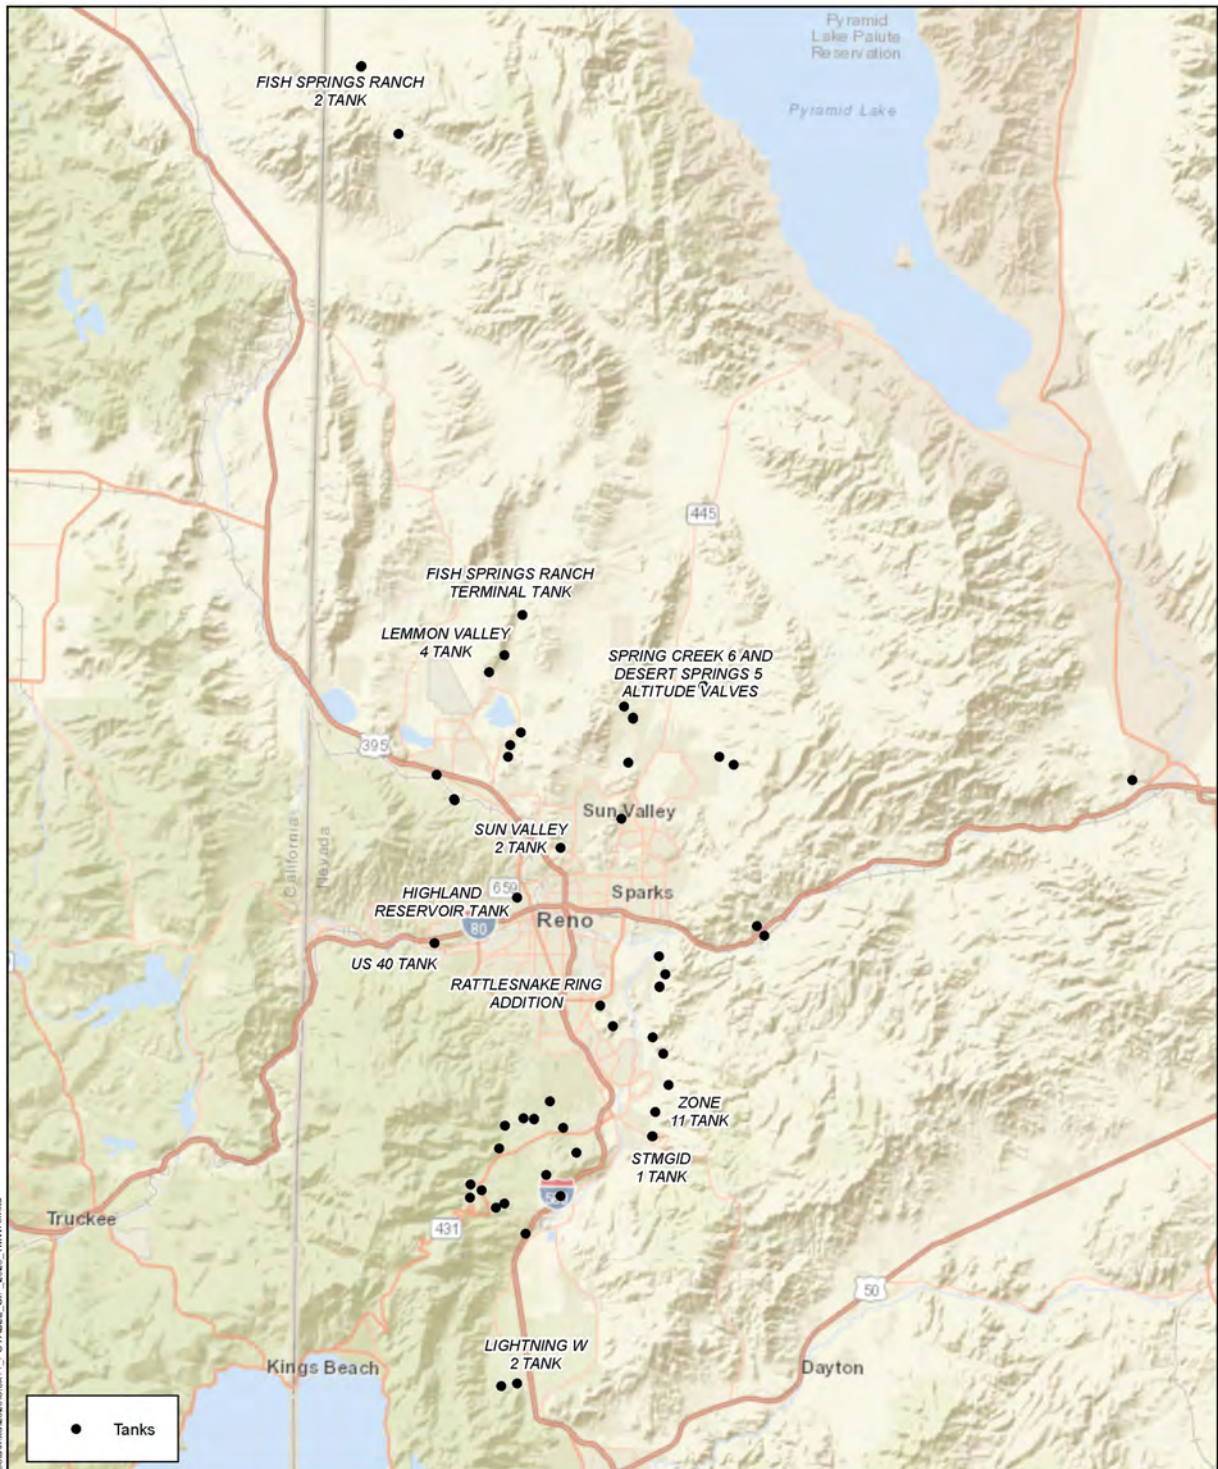 Pyramid
Lake Paiute
Reservation
FISH SPRINGS RANCH
2 TANK
Pyramid Lake
445
FISH SPRINGS RANCH
TERMINAL TANK
LEMMON VALLEY
4 TANK
SPRING CREEK 6 AND
DESERT SPRINGS 5
ALTITUDE VALVES
395
Sun Valley
SUN VALLEY
2 TANK
California
Nevada
659
Sparks
HIGHLAND
RESERVOIR TANK
Reno
80
US 40 TANK
RATTLESNAKE RING
ADDITION
ZONE
11 TANK
STMGID
1 TANK
Truckee
431
50
LIGHTNING W
2 TANK
Kings Beach
Dayton
Tanks